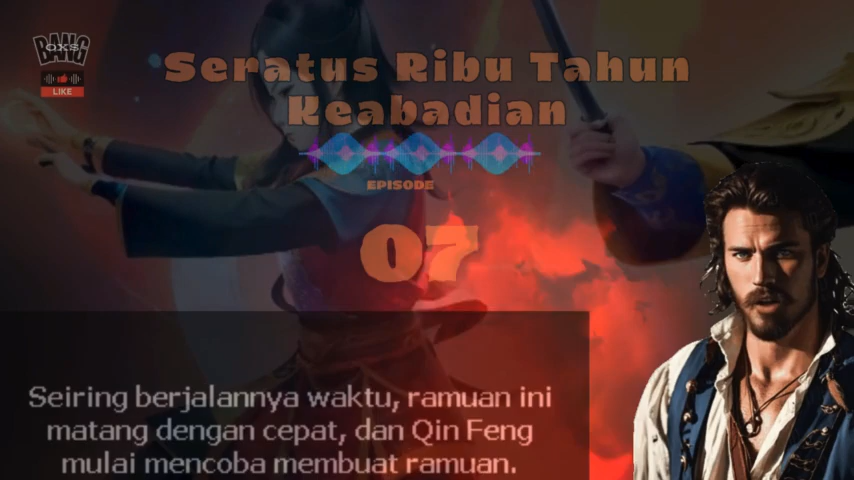 BANG
OXS
LIKE
Seratus Ribu Tahun
Keabadian
EPISODE
07
Seiring berjalannya waktu, ramuan ini
matang dengan cepat, dan Qin Feng
mulai mencoba membuat ramuan.